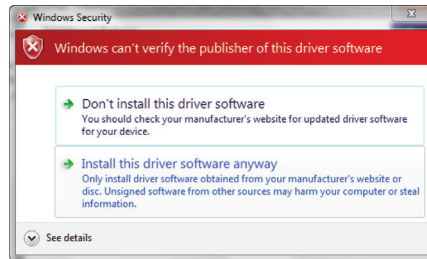 Windows Security
Windows can't verify the publisher of this driver software
Don't install this driver software
You should check your manufacturer's website for updated driver software
for your device.
Install this driver software anyway
Only install driver software obtained from your manufacturer's website or
disc. Unsigned software from other sources may harm your computer or steal
information.
See details